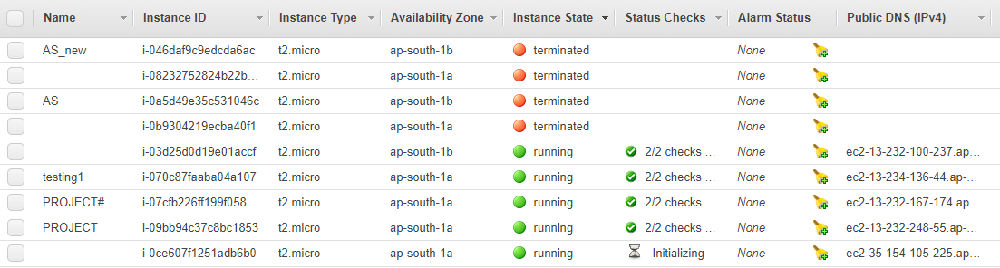 Name Instance ID Instance Type Availability Zone Instance State Status Checks Alarm Status Public DNS (IPv4)
AS_new i-046daf9c9edcda6ac t2.micro ap-south-1b terminated None
i-08232752824b22b... t2.micro ap-south-1a terminated None
AS i-0a5d49e35c531046c t2.micro ap-south-1b terminated None
i-0b9304219ecba40f1 t2.micro ap-south-1a terminated None
i-03d25d0d19e01accf t2.micro ap-south-1b running 2/2 checks ... None ec2-13-232-100-237.ap...
testing1 i-070c87faaba04a107 t2.micro ap-south-1a running 2/2 checks ... None ec2-13-234-136-44.ap-...
PROJECT#... i-07cfb226ff199f058 t2.micro ap-south-1a running 2/2 checks ... None ec2-13-232-167-174.ap...
PROJECT i-09bb94c37c8bc1853 t2.micro ap-south-1a running 2/2 checks ... None ec2-13-232-248-55.ap-...
i-0ce607f1251adb6b0 t2.micro ap-south-1a running Initializing None ec2-35-154-105-225.ap...